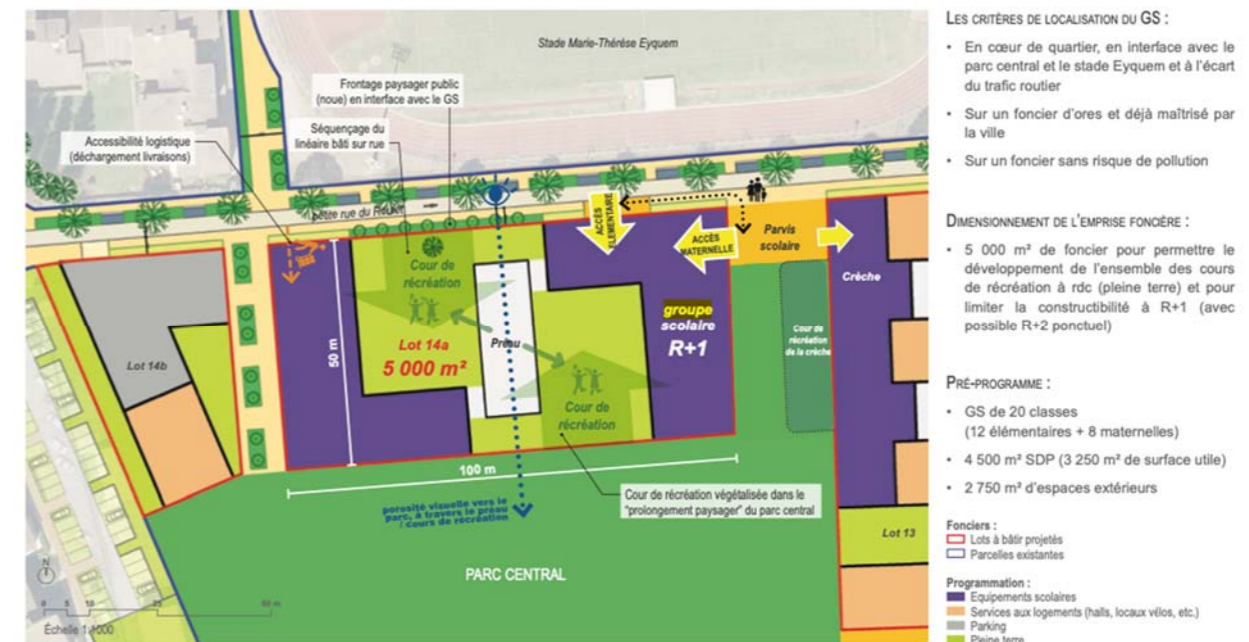 Stade Marie-Thérèse Eyquem
Frontage paysager public
(noue) en interface avec le GS
Séquençage du
linéaire bâti sur rue
Accessibilité logistique
(déchargement livraisons)
petite rue du
ACCÈS
ÉLÉMENTAIRE
ACCÈS
MATERNELLE
Parvis
scolaire
Crèche
Cour de
récréation
groupe
scolaire
R+1
Préau
Lot 14a
5 000 m²
50 m
Lot 14b
Cour de
récréation
de la crèche
Cour de
récréation
100 m
Cour de récréation végétalisée dans le
"prolongement paysager" du parc central
porosité visuelle vers le
parc, à travers le préau
/ cours de récréation
Lot 13
PARC CENTRAL
N
0 5 10 25 50 m
Échelle 1:1000
LES CRITÈRES DE LOCALISATION DU GS :
• En cœur de quartier, en interface avec le
parc central et le stade Eyquem et à l'écart
du trafic routier
• Sur un foncier d'ores et déjà maîtrisé par
la ville
• Sur un foncier sans risque de pollution
DIMENSIONNEMENT DE L'EMPRISE FONCIÈRE :
• 5 000 m² de foncier pour permettre le
développement de l'ensemble des cours
de récréation à rdc (pleine terre) et pour
limiter la constructibilité à R+1 (avec
possible R+2 ponctuel)
PRÉ-PROGRAMME :
• GS de 20 classes
(12 élémentaires + 8 maternelles)
• 4 500 m² SDP (3 250 m² de surface utile)
• 2 750 m² d'espaces extérieurs
Fonciers :
Lots à bâtir projetés
Parcelles existantes
Programmation :
Equipements scolaires
Services aux logements (halls, locaux vélos, etc.)
Parking
Pleine terre